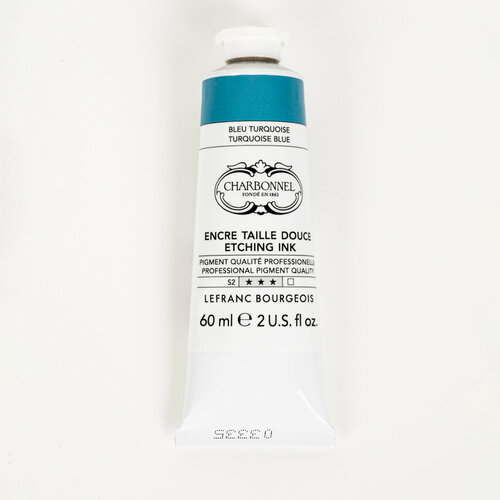 BLEU TURQUOISE
TURQUOISE BLUE
CHARBONNEL
FONDÉ EN 1862
ENCRE TAILLE DOUCE
ETCHING INK
PIGMENT QUALITÉ PROFESSIONELLE
PROFESSIONAL PIGMENT QUALITY
S2 ★ ★ ★ □
LEFRANC BOURGEOIS
60 ml ℮ 2 U.S. fl oz.